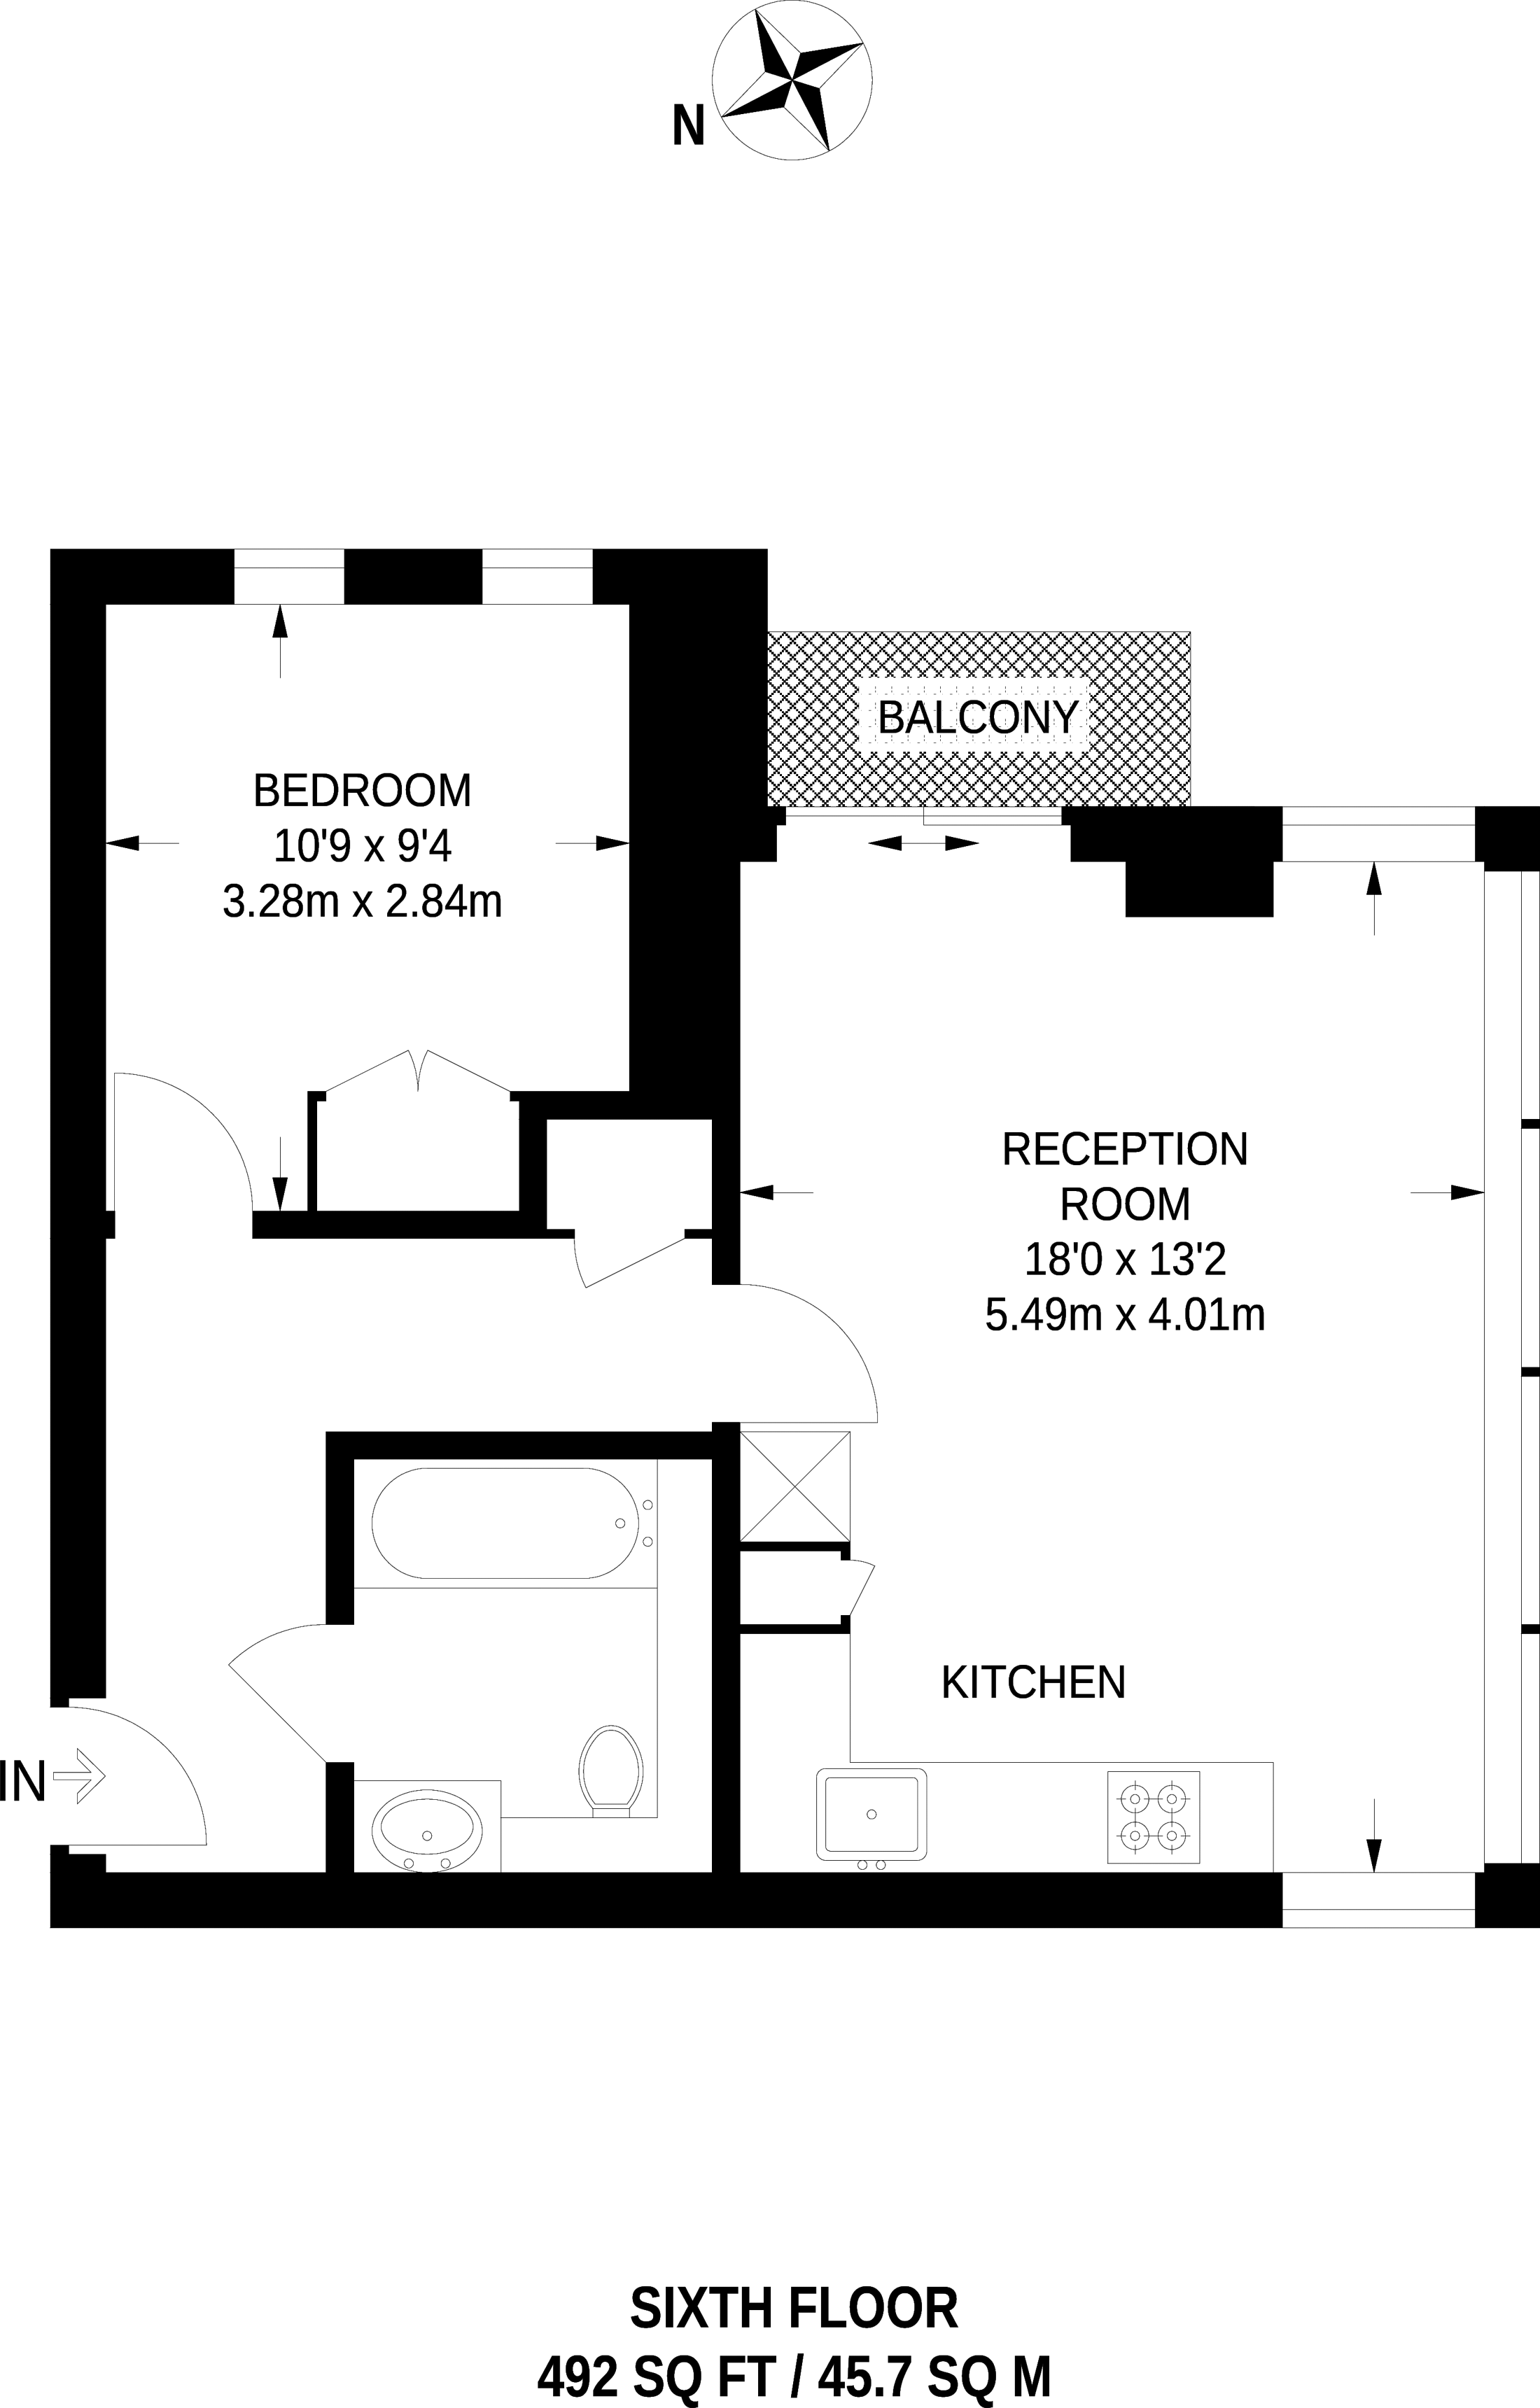 N
BALCONY
BEDROOM
10'9 x 9'4
3.28m x 2.84m
RECEPTION
ROOM
18'0 x 13'2
5.49m x 4.01m
KITCHEN
IN
SIXTH FLOOR
492 SQ FT / 45.7 SQ M